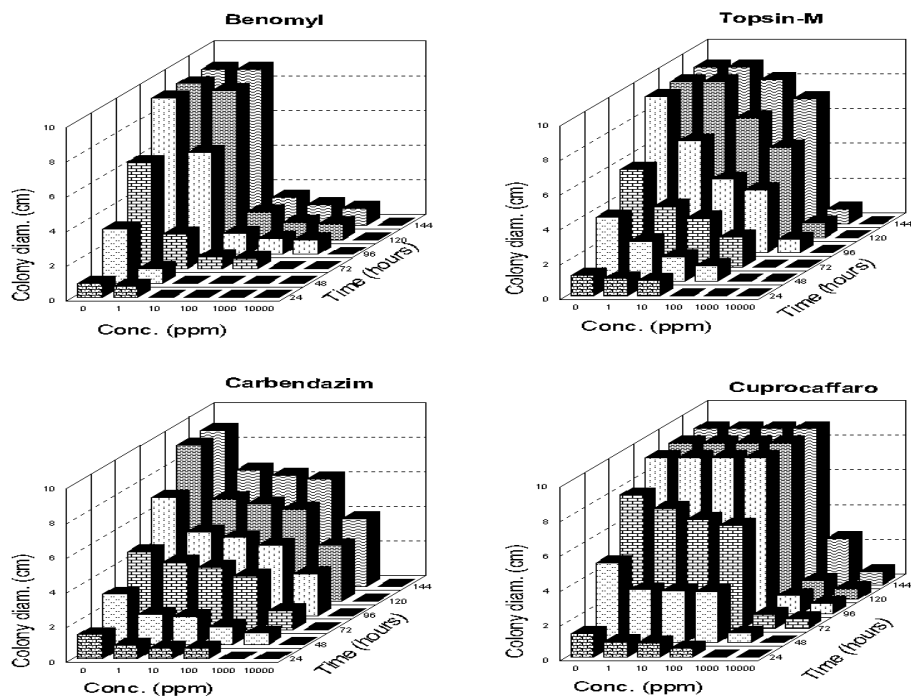 Benomyl
Colony diam. (cm)
10
8
6
4
2
0
0 1 10 100 1000 10000
Conc. (ppm)
24 48 72 96 120 144
Time (hours)
Topsin-M
Colony diam. (cm)
10
8
6
4
2
0
0 1 10 100 1000 10000
Conc. (ppm)
24 48 72 96 120 144
Time (hours)
Carbendazim
Colony diam. (cm)
10
8
6
4
2
0
0 1 10 100 1000 10000
Conc. (ppm)
24 48 72 96 120 144
Time (hours)
Cuprocaffaro
Colony diam. (cm)
10
8
6
4
2
0
0 1 10 100 1000 10000
Conc. (ppm)
24 48 72 96 120 144
Time (hours)